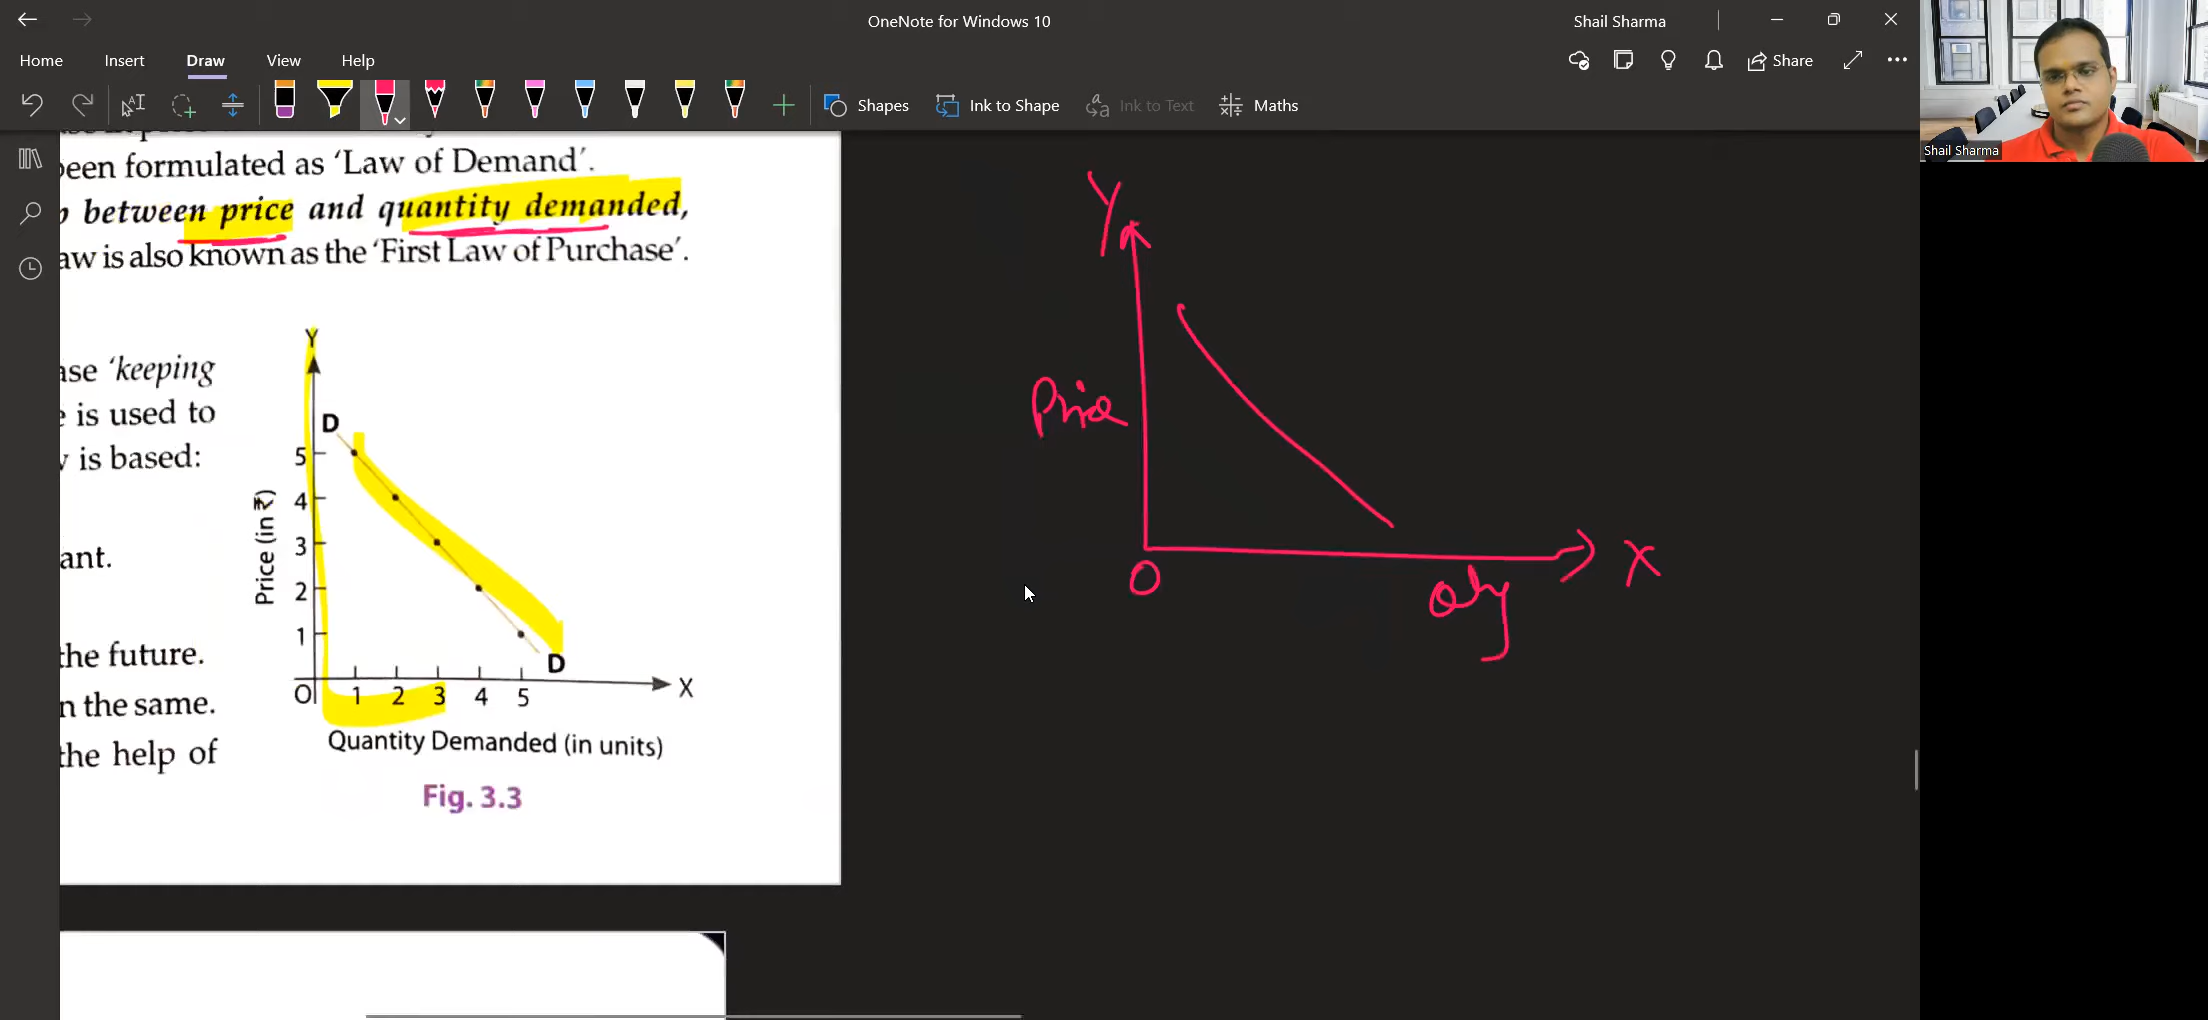 OneNote for Windows 10
Shail Sharma
Home Insert Draw View Help
Share
Shapes Ink to Shape Ink to Text Maths
Shail Sharma
been formulated as ‘Law of Demand’.
between price and quantity demanded,
aw is also known as the ‘First Law of Purchase’.
ase ‘keeping
e is used to
is based:
ant.
the future.
n the same.
the help of
Y
D
5
4
3
2
1
Price (in ₹)
D
O 1 2 3 4 5 X
Quantity Demanded (in units)
Fig. 3.3
Y
Price
O
X
Qty